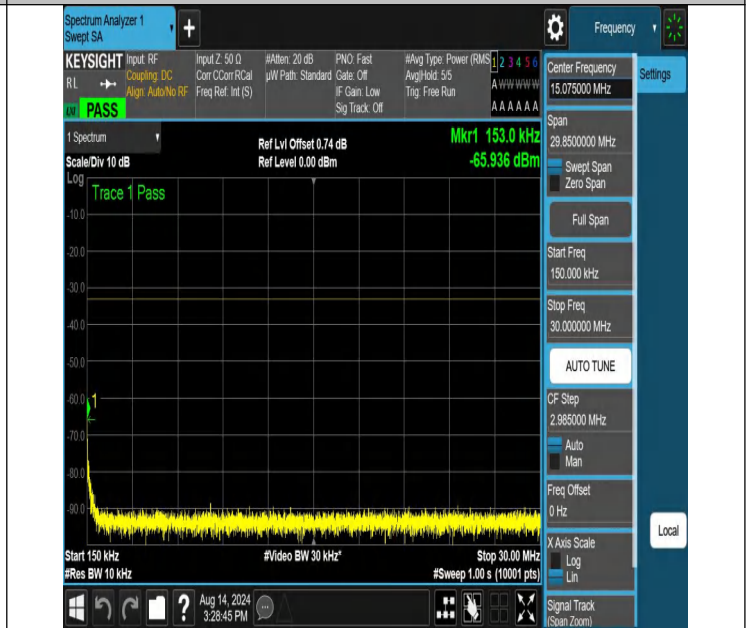 Spectrum Analyzer 1
Swept SA
+
Frequency
KEYSIGHT
RL
PASS
Input: RF
Coupling: DC
Align: Auto/No RF
Input Z: 50 Ω
Corr CCorr RCal
Freq Ref: Int (S)
#Atten: 20 dB
µW Path: Standard
PNO: Fast
Gate: Off
IF Gain: Low
Sig Track: Off
#Avg Type: Power (RMS
Avg|Hold: 5/5
Trig: Free Run
1 2 3 4 5 6
A W W W W W
A A A A A A
1 Spectrum
Scale/Div 10 dB
Ref Lvl Offset 0.74 dB
Ref Level 0.00 dBm
Mkr1 153.0 kHz
-65.936 dBm
Log
Trace 1 Pass
-10.0
-20.0
-30.0
-40.0
-50.0
-60.0
-70.0
-80.0
-90.0
1
Start 150 kHz
#Res BW 10 kHz
#Video BW 30 kHz*
Stop 30.00 MHz
#Sweep 1.00 s (10001 pts)
Center Frequency
15.075000 MHz
Settings
Span
29.8500000 MHz
Swept Span
Zero Span
Full Span
Start Freq
150.000 kHz
Stop Freq
30.000000 MHz
AUTO TUNE
CF Step
2.985000 MHz
Auto
Man
Freq Offset
0 Hz
X Axis Scale
Log
Lin
Local
Signal Track
(Span Zoom)
?
Aug 14, 2024
3:28:45 PM